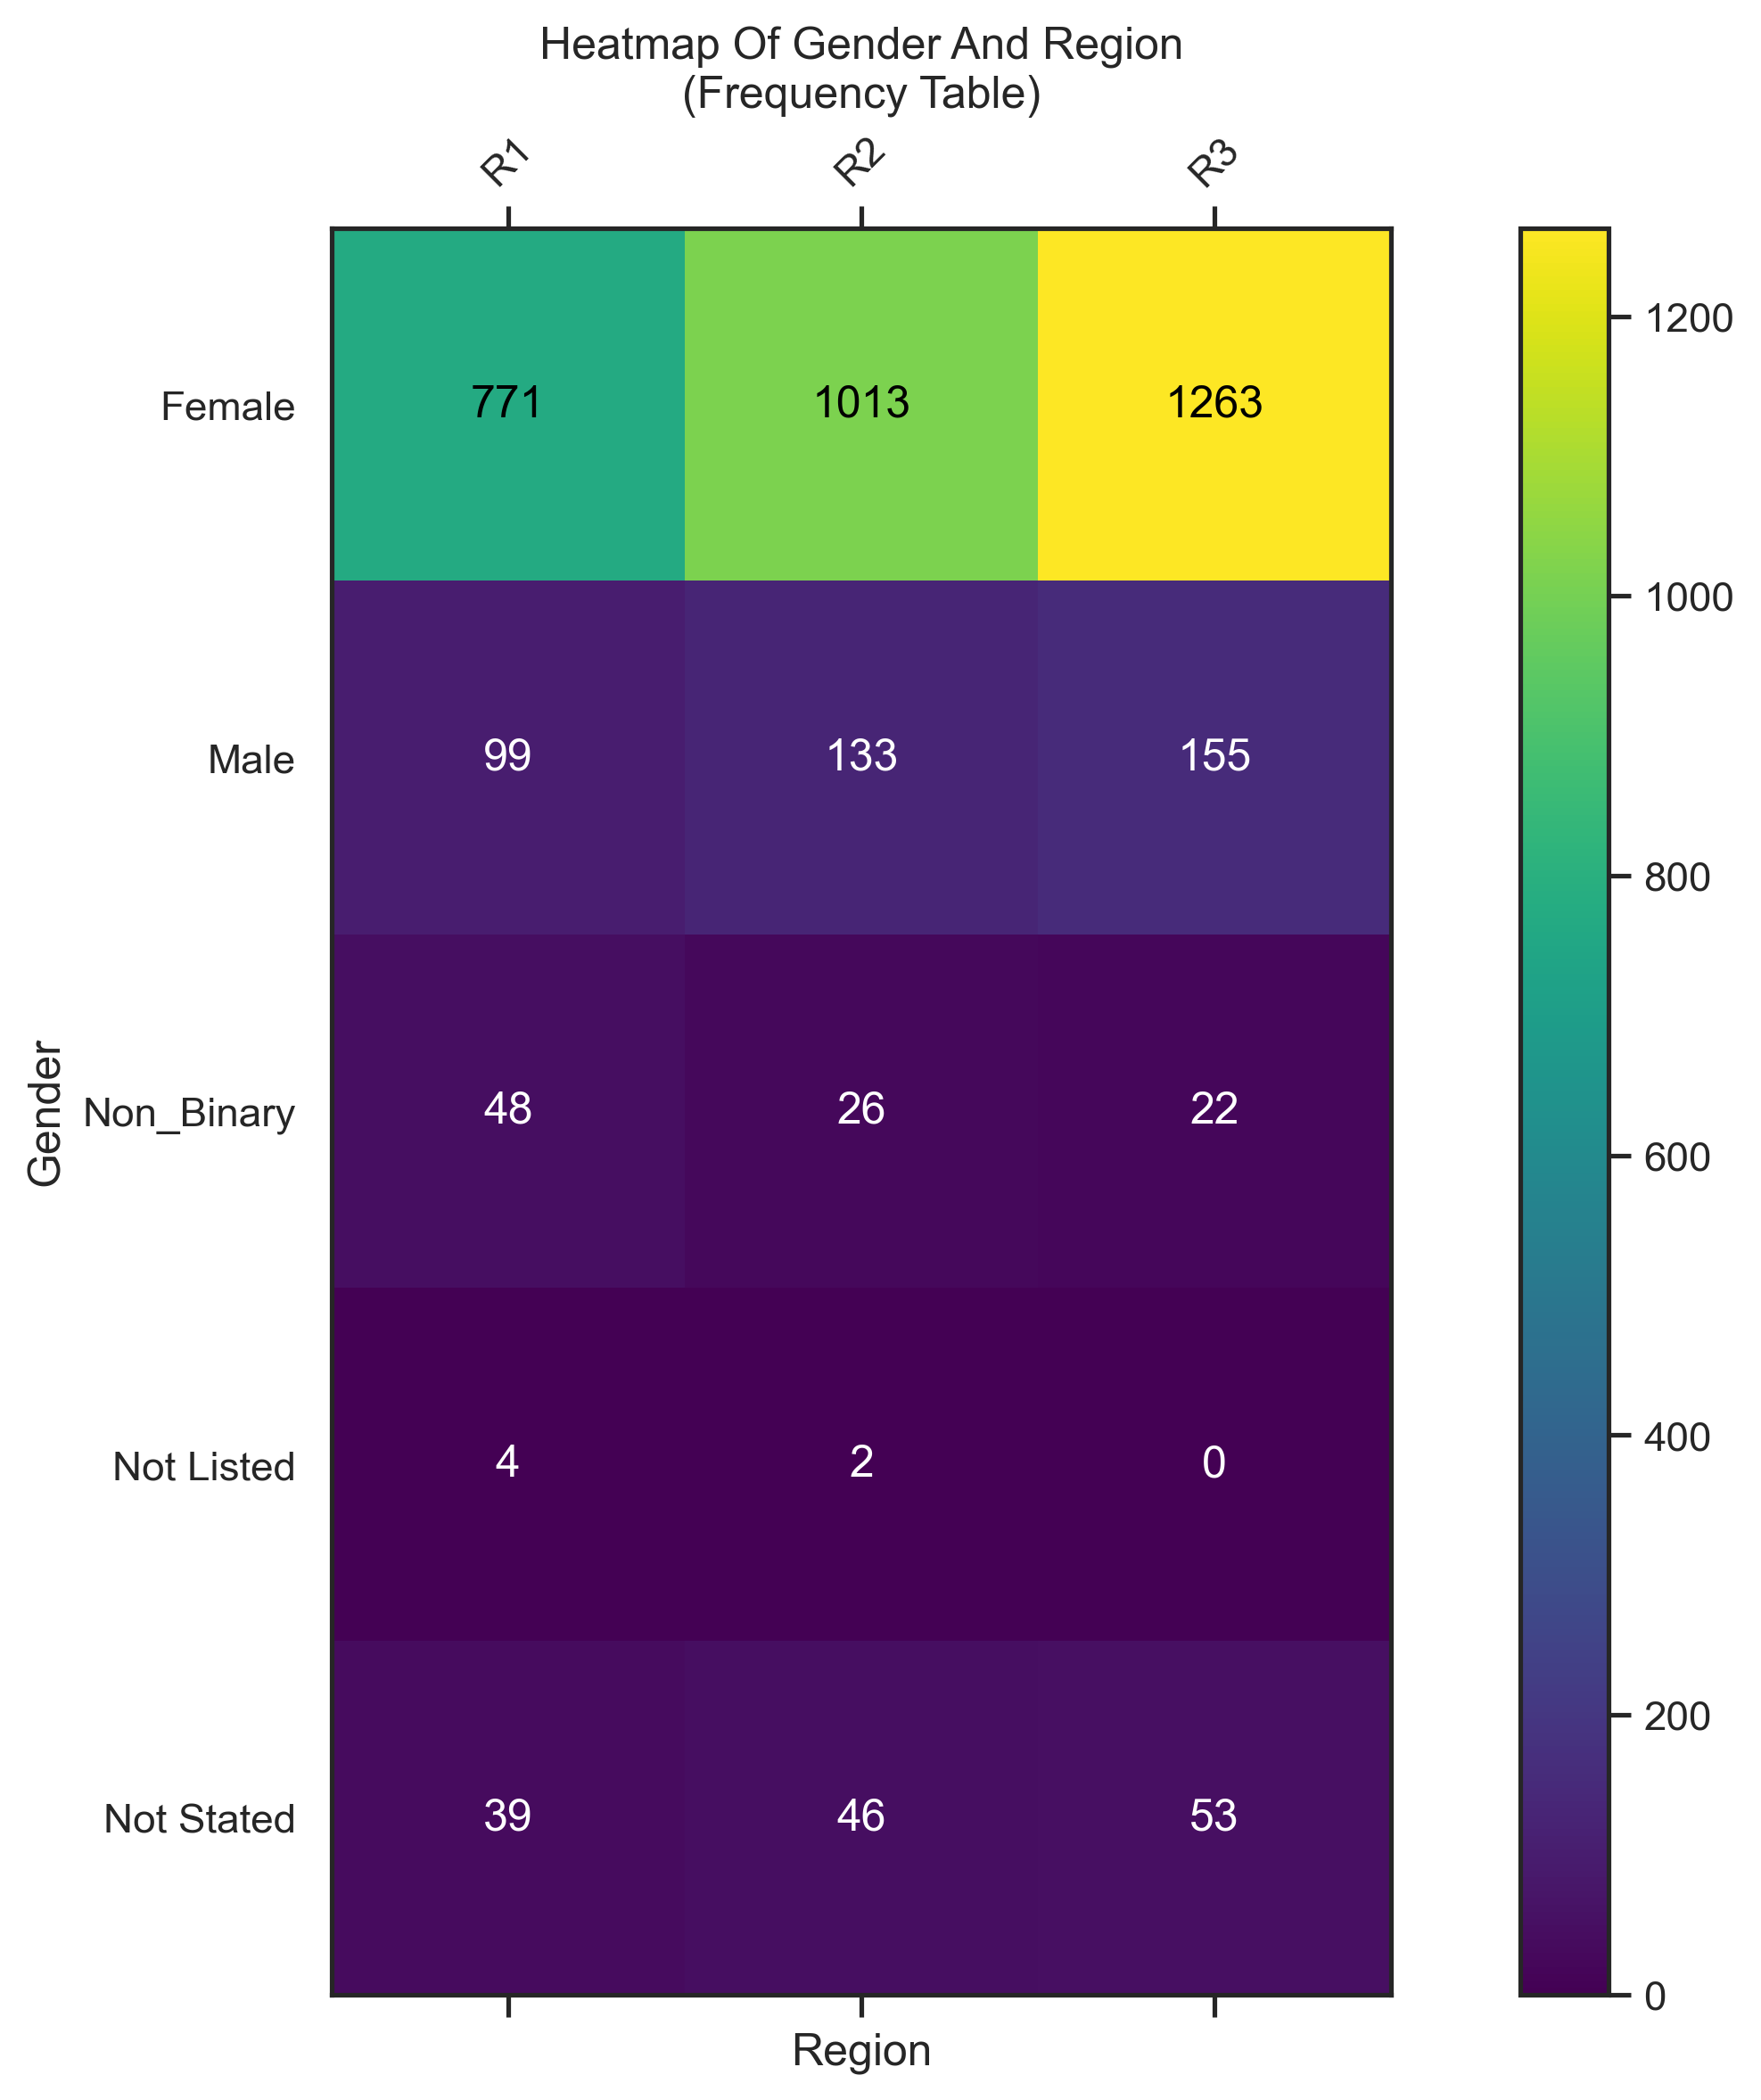 Heatmap Of Gender And Region
(Frequency Table)
R1 R2 R3
Female 771 1013 1263
Male 99 133 155
Non_Binary 48 26 22
Not Listed 4 2 0
Not Stated 39 46 53
Gender
Region
1200
1000
800
600
400
200
0